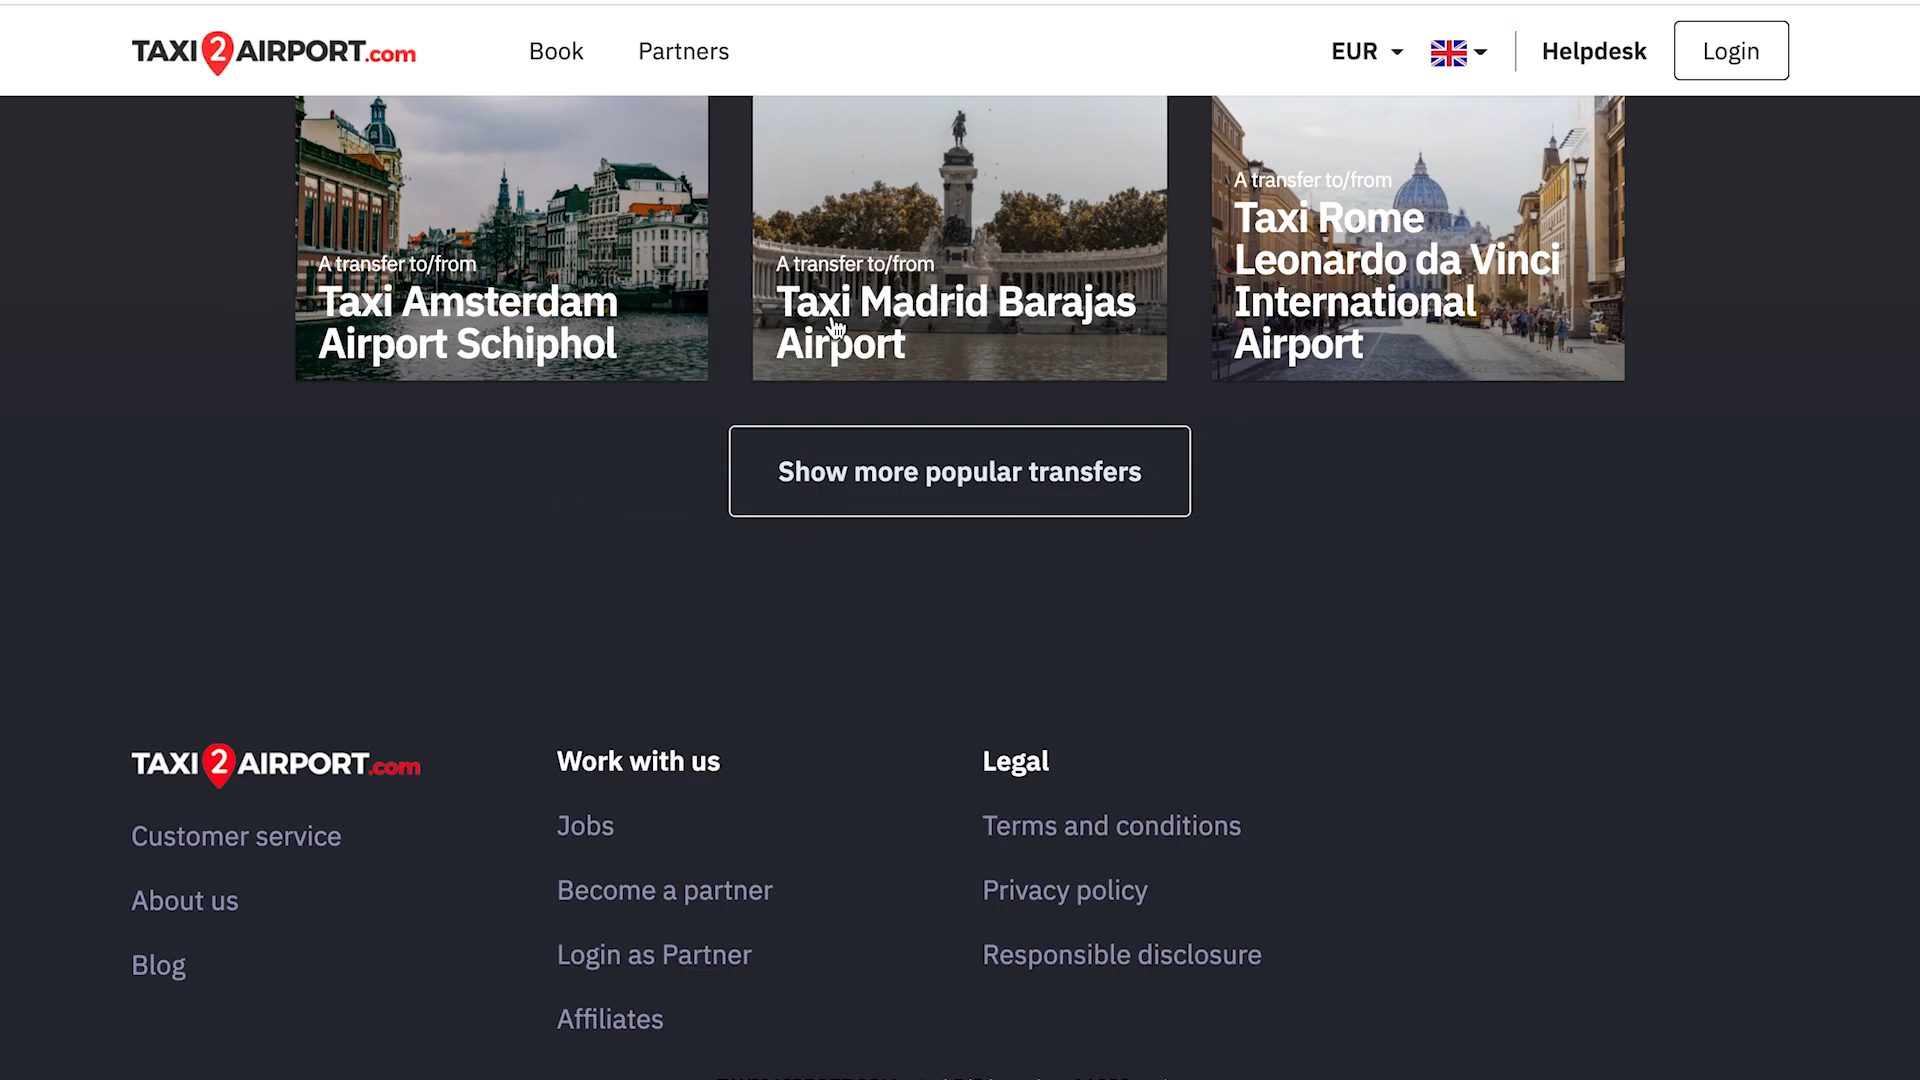 TAXI2AIRPORT.com
Book
Partners
EUR
Helpdesk
Login
A transfer to/from
Taxi Amsterdam
Airport Schiphol
A transfer to/from
Taxi Madrid Barajas
Airport
A transfer to/from
Taxi Rome
Leonardo da Vinci
International
Airport
Show more popular transfers
TAXI2AIRPORT.com
Customer service
About us
Blog
Work with us
Jobs
Become a partner
Login as Partner
Affiliates
Legal
Terms and conditions
Privacy policy
Responsible disclosure